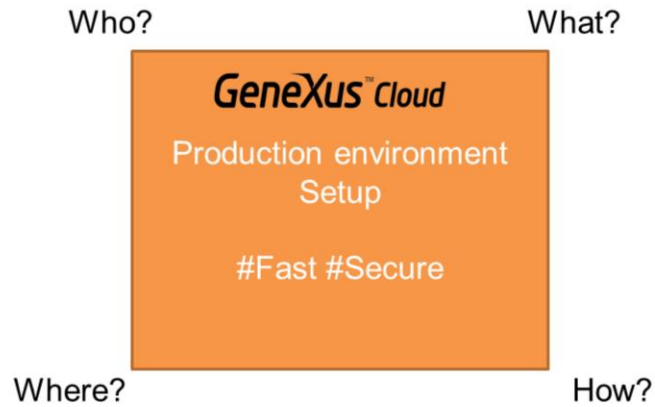 Who?
What?
GeneXus™ Cloud
Production environment
Setup
#Fast #Secure
Where?
How?